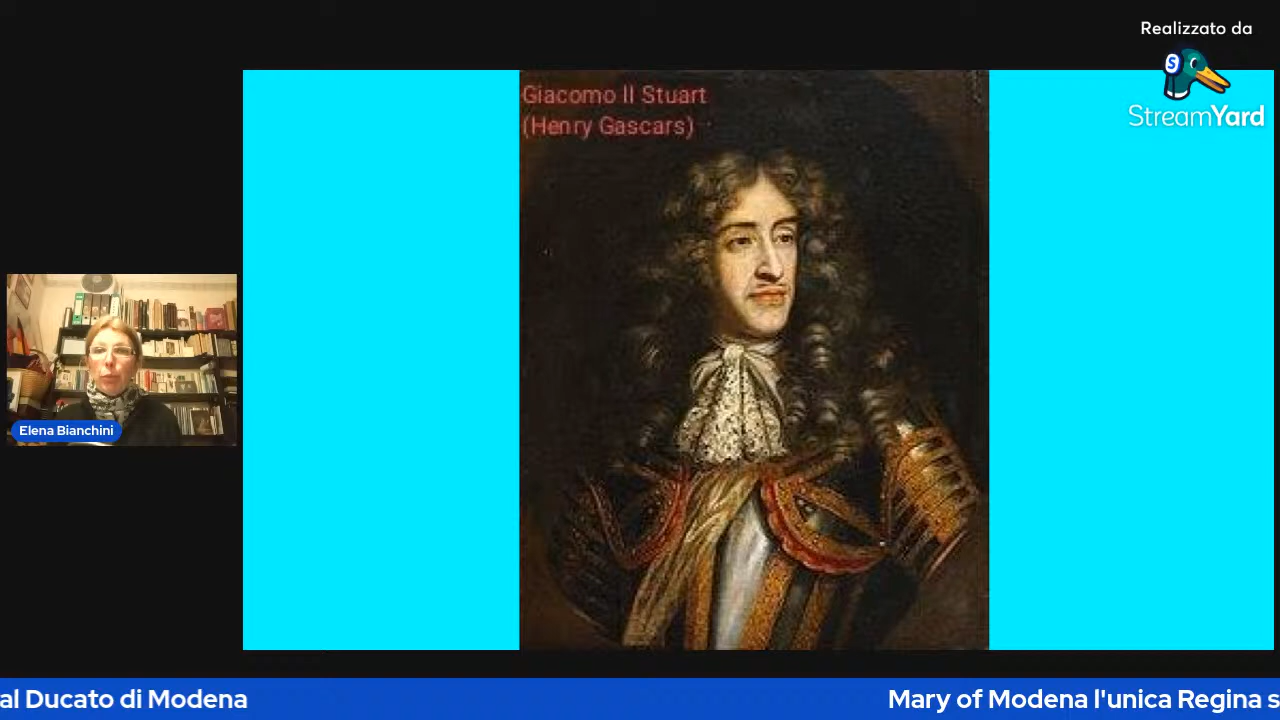 Realizzato da
StreamYard
Giacomo II Stuart
(Henry Gascars)
Elena Bianchini
al Ducato di Modena
Mary of Modena l'unica Regina s